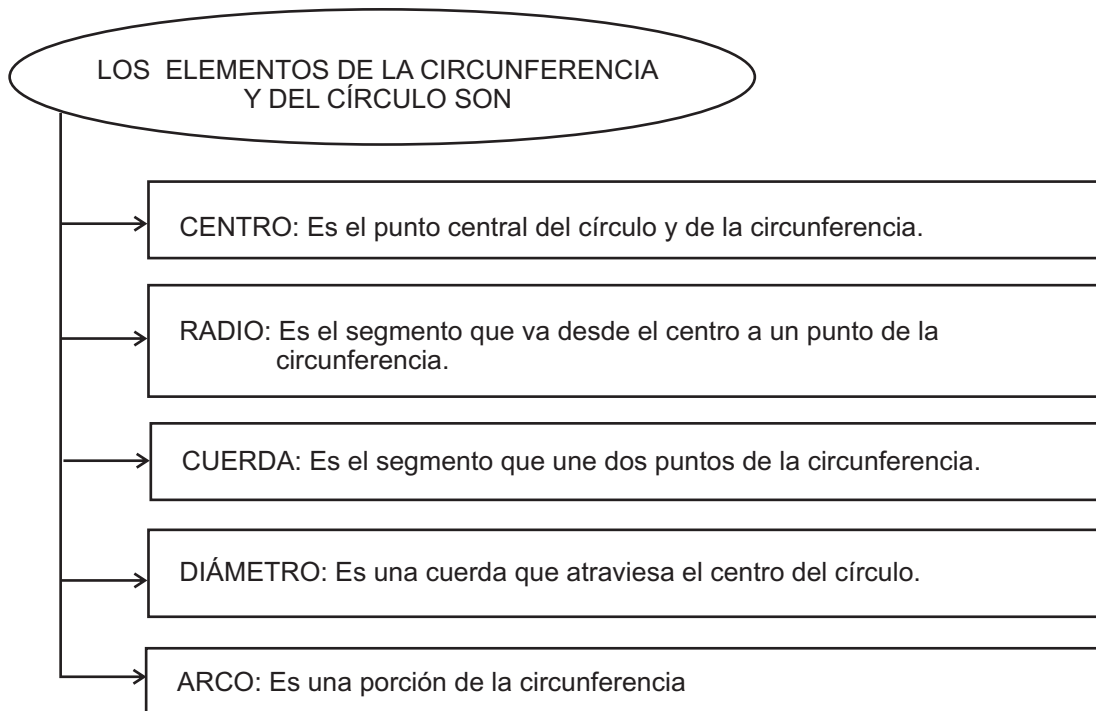 LOS ELEMENTOS DE LA CIRCUNFERENCIA
Y DEL CÍRCULO SON
CENTRO: Es el punto central del círculo y de la circunferencia.
RADIO: Es el segmento que va desde el centro a un punto de la
circunferencia.
CUERDA: Es el segmento que une dos puntos de la circunferencia.
DIÁMETRO: Es una cuerda que atraviesa el centro del círculo.
ARCO: Es una porción de la circunferencia